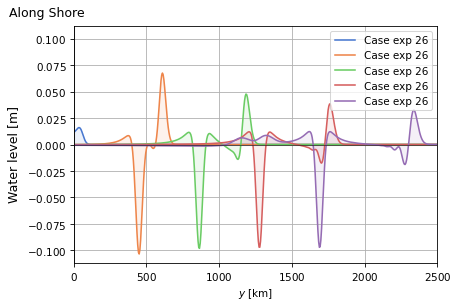 Along Shore
Water level [m]
0.100
0.075
0.050
0.025
0.000
−0.025
−0.050
−0.075
−0.100
Case exp 26
Case exp 26
Case exp 26
Case exp 26
Case exp 26
0 500 1000 1500 2000 2500
y [km]